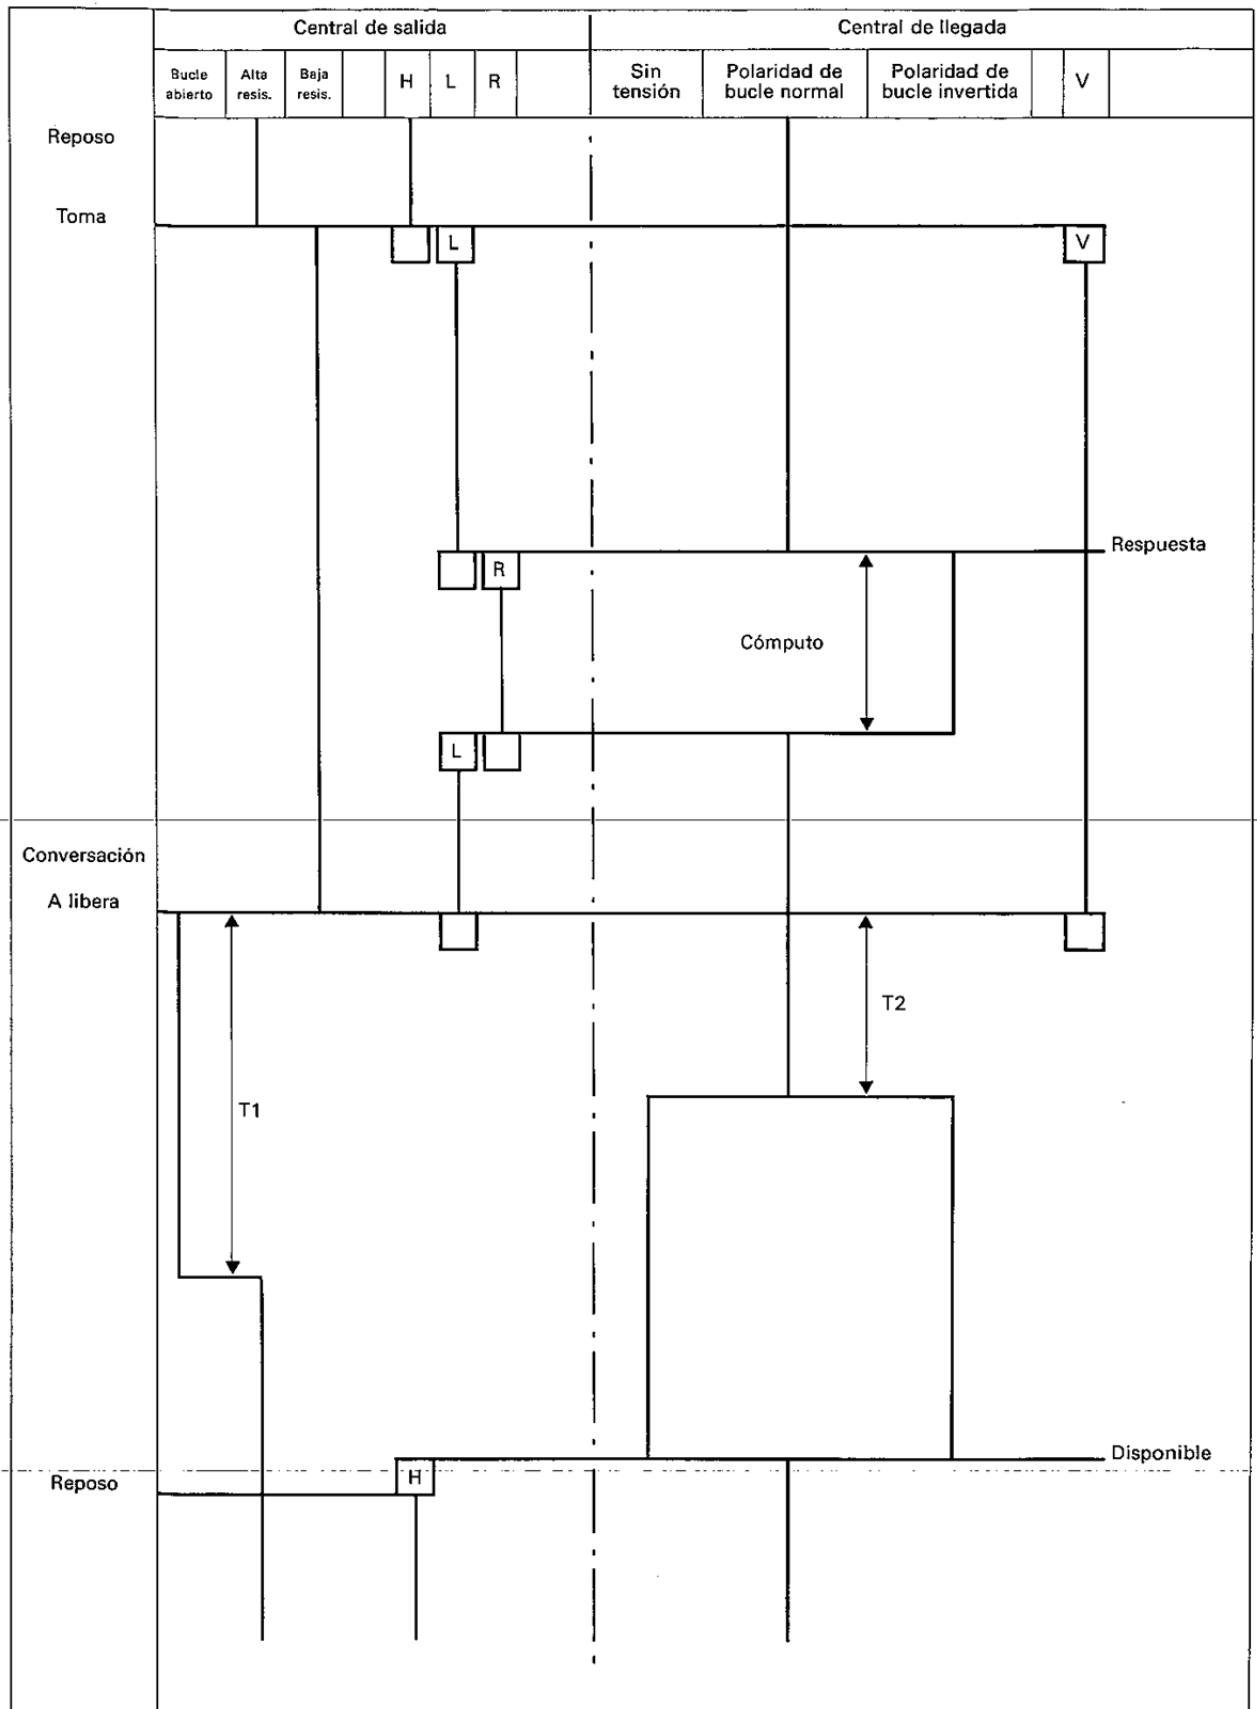 Central de salida
Central de llegada
Bucle abierto
Alta resis.
Baja resis.
H
L
R
Sin tensión
Polaridad de bucle normal
Polaridad de bucle invertida
V
Reposo
Toma
L
V
Respuesta
R
Cómputo
L
Conversación
A libera
T2
T1
Disponible
H
Reposo